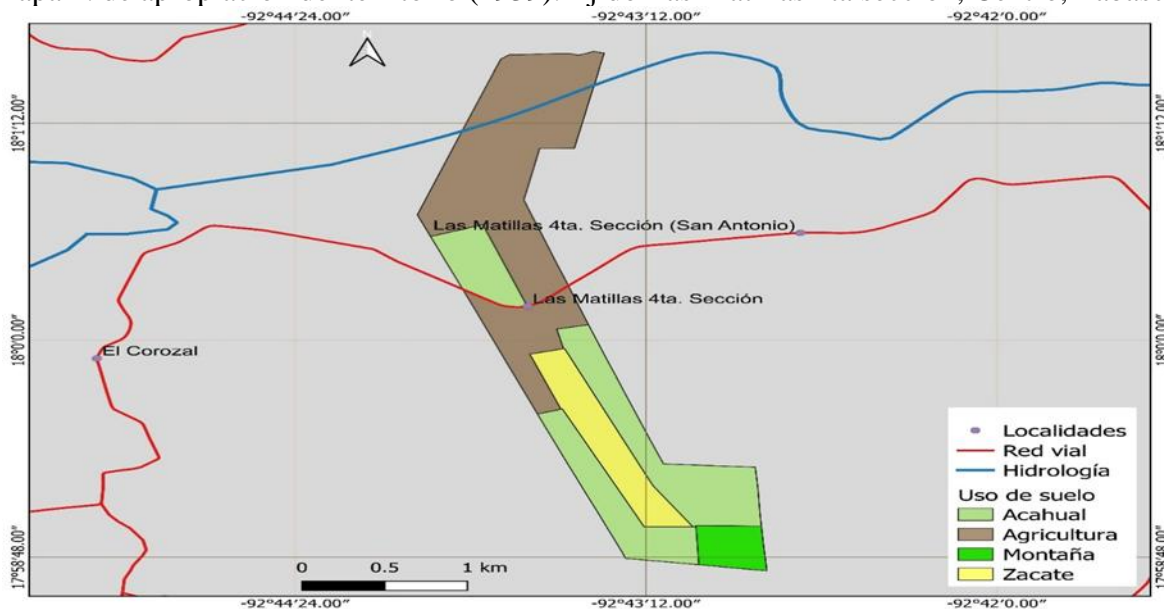 -92°44'24.00" -92°43'12.00" -92°42'0.00"
N
18°1'12.00" 18°1'12.00"
Las Matillas 4ta. Sección (San Antonio)
Las Matillas 4ta. Sección
18°0'0.00" 18°0'0.00"
El Corozal
Localidades
Red vial
Hidrología
Uso de suelo
Acahual
Agricultura
Montaña
Zacate
17°58'48.00" 17°58'48.00"
0 0.5 1 km
-92°44'24.00" -92°43'12.00" -92°42'0.00"